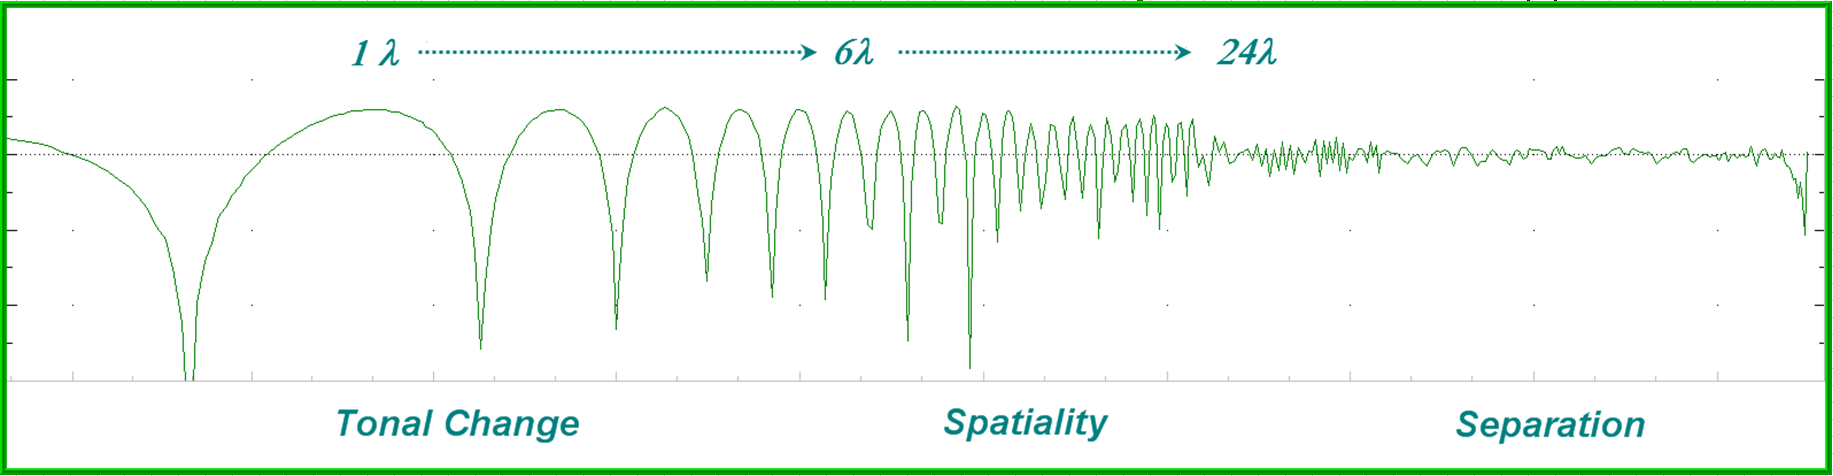 1 λ 6λ 24λ
Tonal Change Spatiality Separation